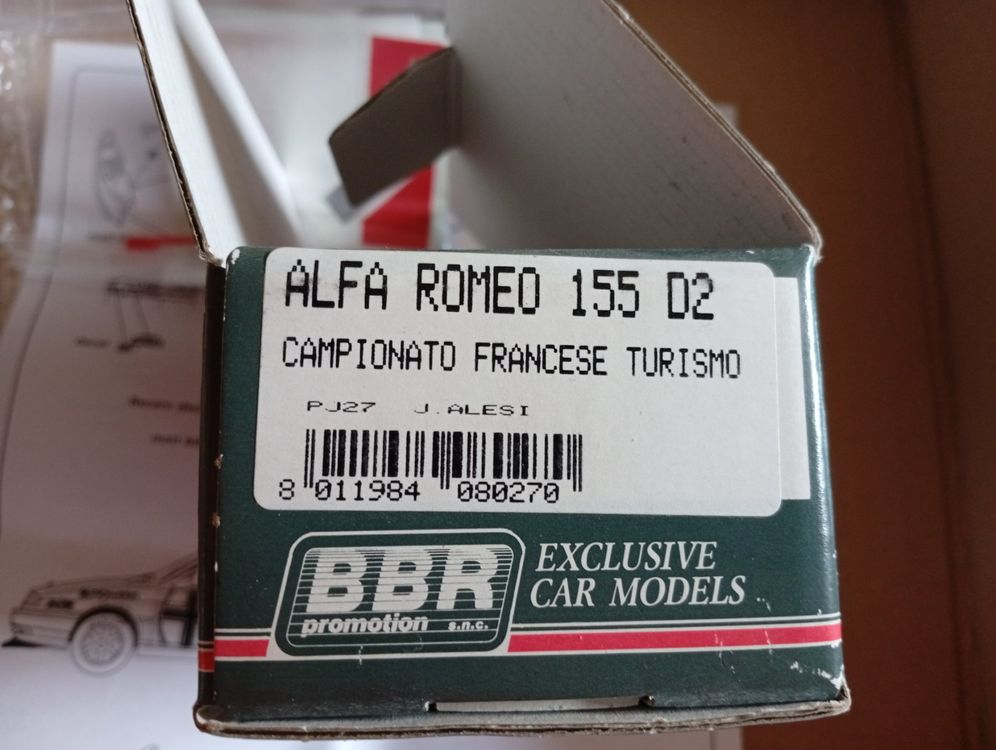 ALFA ROMEO 155 D2
CAMPIONATO FRANCESE TURISMO
PJ27 J.ALESI
8 011984 080270
BBR
promotion s.n.c.
EXCLUSIVE
CAR MODELS